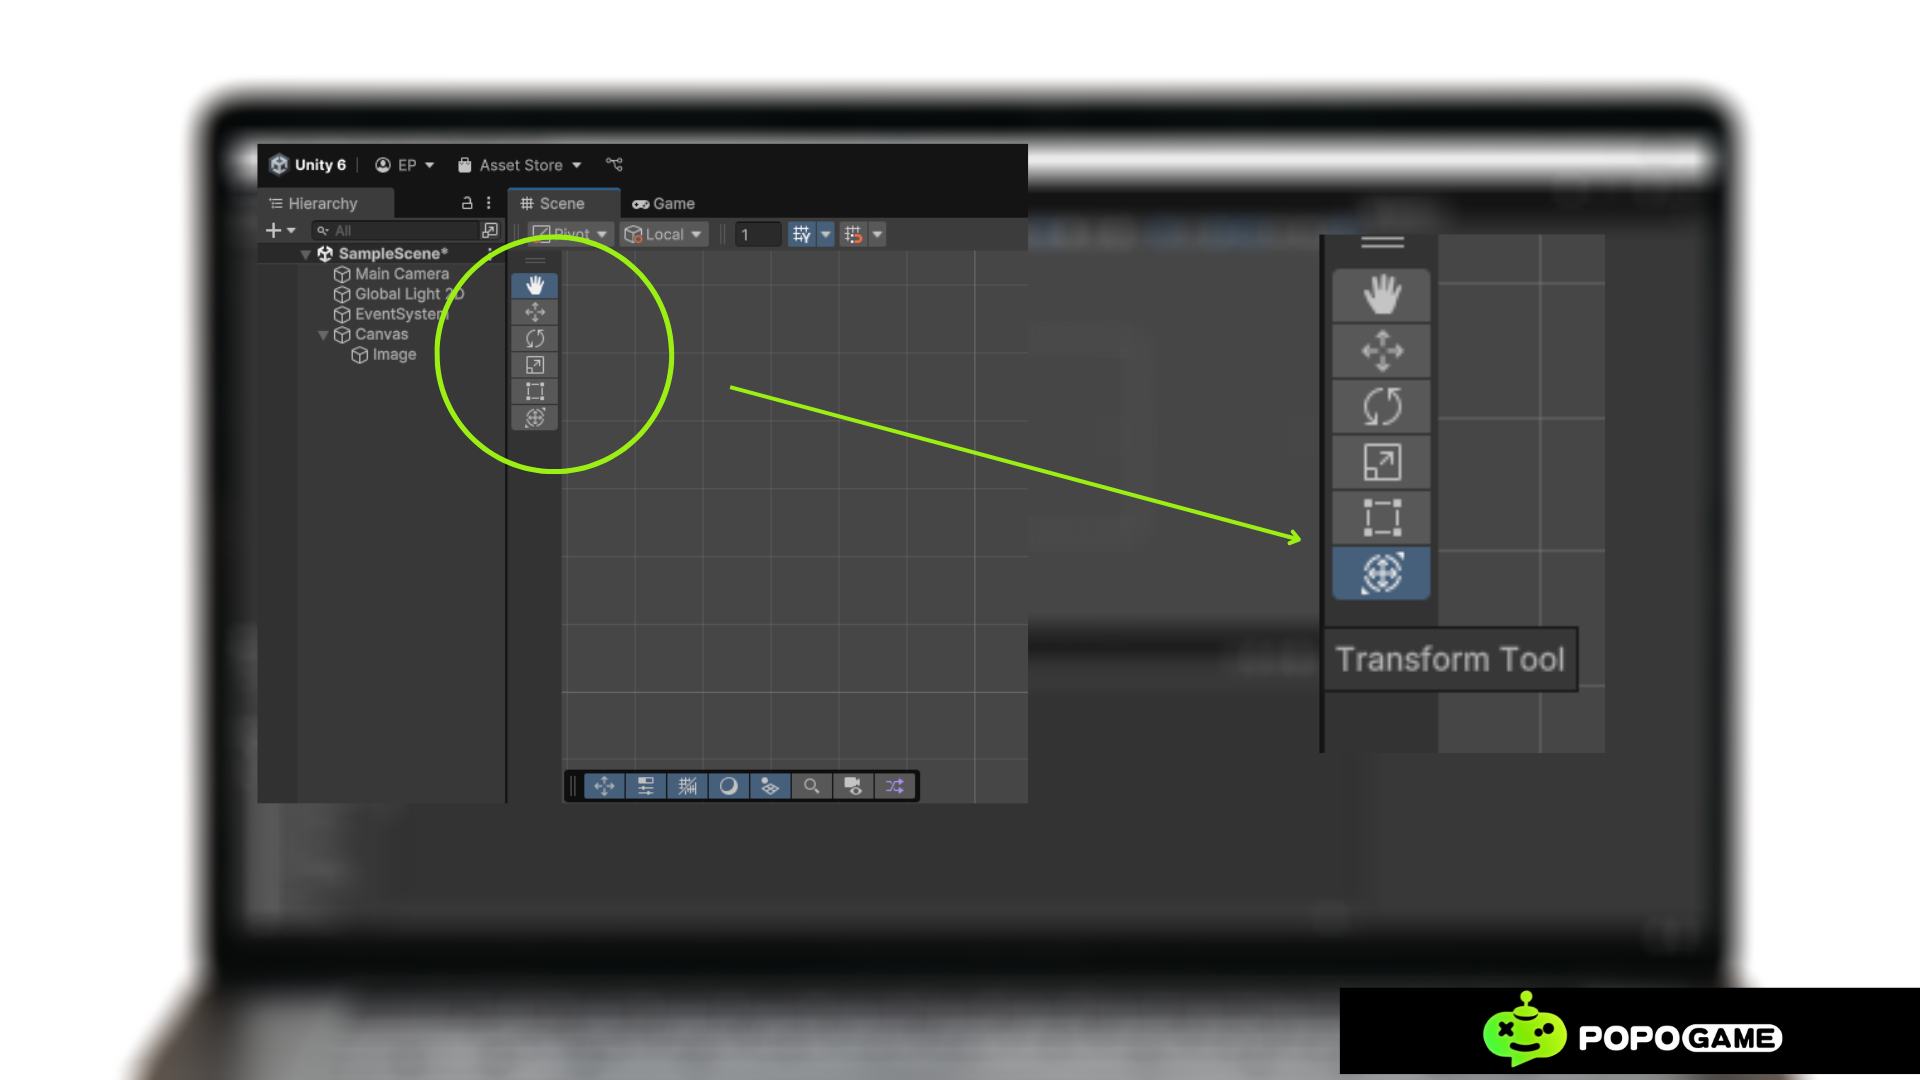 Unity 6 EP Asset Store
Hierarchy Scene Game
All Pivot Local 1
SampleScene*
Main Camera
Global Light 2D
EventSystem
Canvas
Image
Transform Tool
POPOGAME